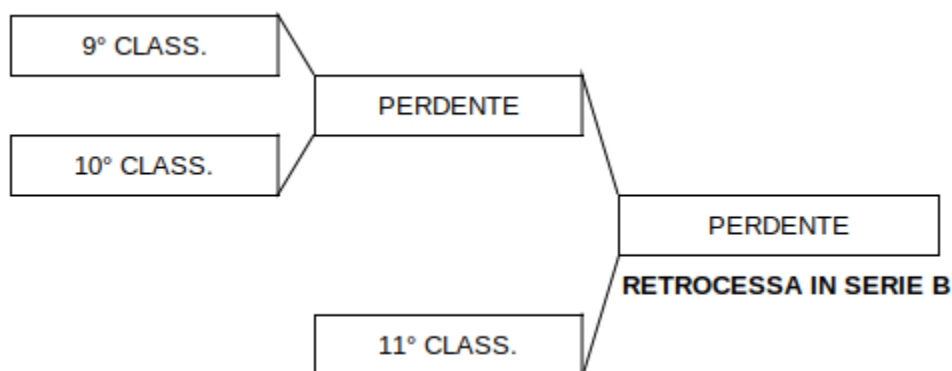 9° CLASS.
PERDENTE
10° CLASS.
PERDENTE
RETROCESSA IN SERIE B
11° CLASS.